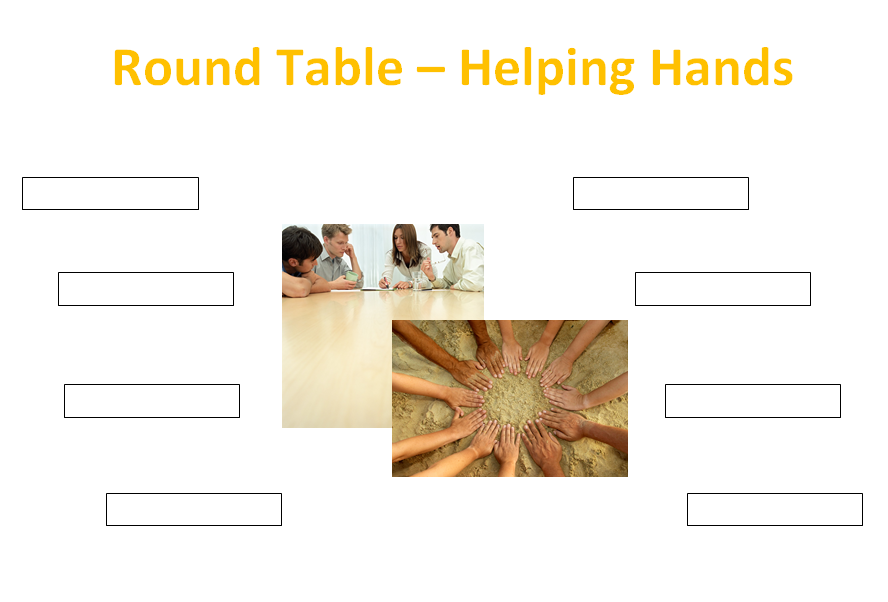 Round Table – Helping Hands